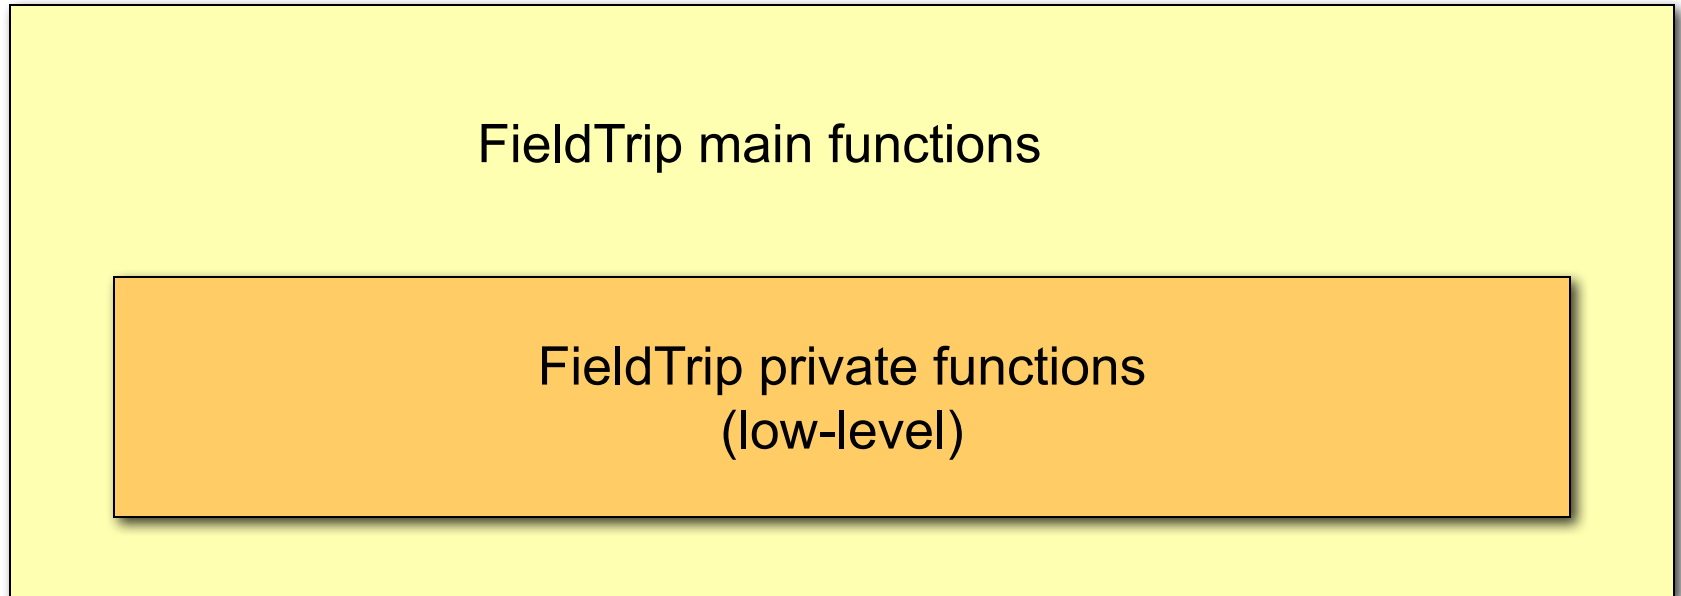 FieldTrip main functions
FieldTrip private functions
(low-level)